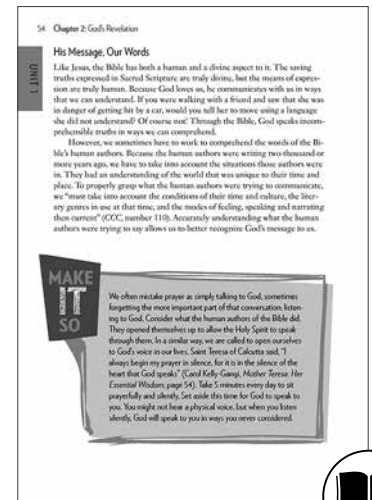 54 Chapter 2: God's Revelation
UNIT 1
His Message, Our Words
Like Jesus, the Bible has both a human and a divine aspect to it. The saving
truths expressed in Sacred Scripture are truly divine, but the means of expres-
sion are truly human. Because God loves us, he communicates with us in ways
that we can understand. If you were walking with a friend and saw that she was
in danger of getting hit by a car, would you tell her to move using a language
she did not understand? Of course not! Through the Bible, God speaks incom-
prehensible truths in ways we can comprehend.
However, we sometimes have to work to comprehend the words of the Bi-
ble's human authors. Because the human authors were writing two thousand or
more years ago, we have to take into account the situations those authors were
in. They had an understanding of the world that was unique to their time and
place. To properly grasp what the human authors were trying to communicate,
we "must take into account the conditions of their time and culture, the liter-
ary genres in use at that time, and the modes of feeling, speaking and narrating
then current" (CCC, number 110). Accurately understanding what the human
authors were trying to say allows us to better recognize God's message to us.
MAKE
IT
SO
We often mistake prayer as simply talking to God, sometimes
forgetting the more important part of that conversation: listen-
ing to God. Consider what the human authors of the Bible did.
They opened themselves up to allow the Holy Spirit to speak
through them. In a similar way, we are called to open ourselves
to God's voice in our lives. Saint Teresa of Calcutta said, "I
always begin my prayer in silence, for it is in the silence of the
heart that God speaks" (Carol Kelly-Gangi, Mother Teresa: Her
Essential Wisdom, page 54). Take 5 minutes every day to sit
prayerfully and silently. Set aside this time for God to speak to
you. You might not hear a physical voice, but when you listen
silently, God will speak to you in ways you never considered.